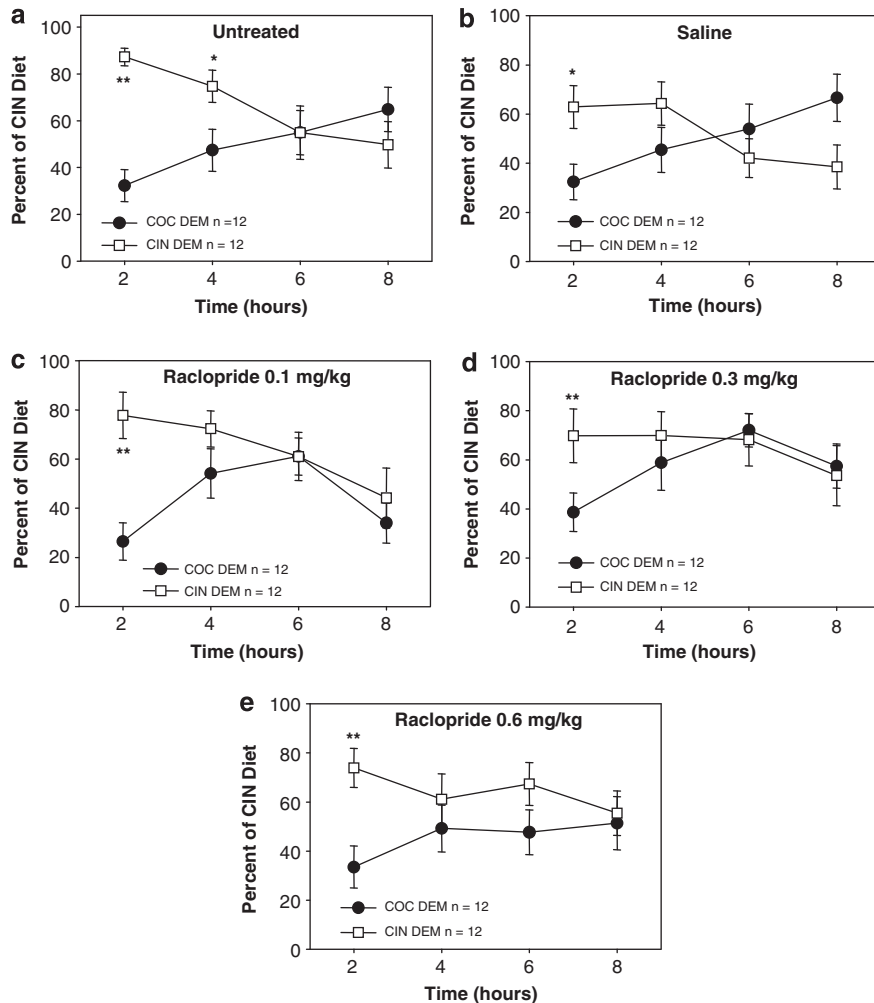 a
Untreated
Percent of CIN Diet
100
80
60
40
20
0
**
*
COC DEM n =12
CIN DEM n = 12
2 4 6 8
Time (hours)
b
Saline
Percent of CIN Diet
100
80
60
40
20
0
*
COC DEM n = 12
CIN DEM n = 12
2 4 6 8
Time (hours)
c
Raclopride 0.1 mg/kg
Percent of CIN Diet
100
80
60
40
20
0
**
COC DEM n = 12
CIN DEM n = 12
2 4 6 8
Time (hours)
d
Raclopride 0.3 mg/kg
Percent of CIN Diet
100
80
60
40
20
0
**
COC DEM n = 12
CIN DEM n = 12
2 4 6 8
Time (hours)
e
Raclopride 0.6 mg/kg
Percent of CIN Diet
100
80
60
40
20
0
**
COC DEM n = 12
CIN DEM n = 12
2 4 6 8
Time (hours)